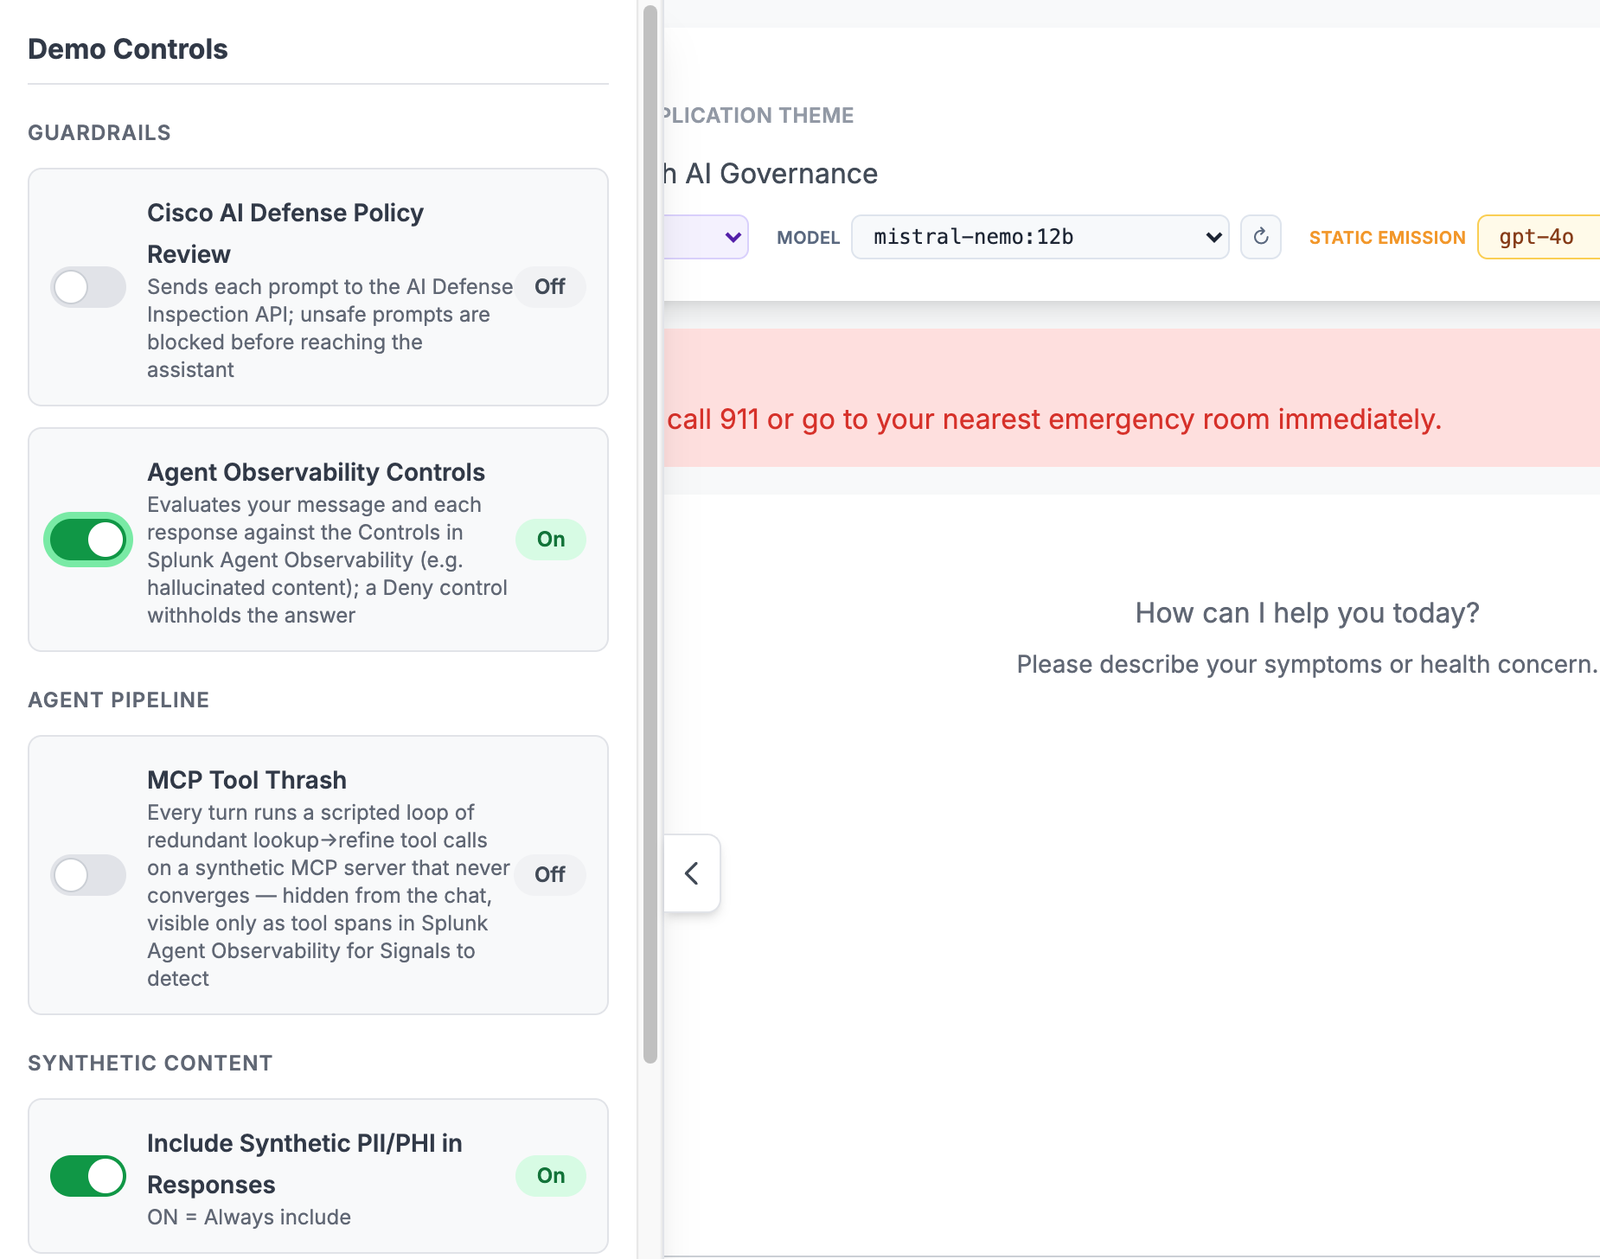 Demo Controls
GUARDRAILS
Cisco AI Defense Policy
Review
Sends each prompt to the AI Defense
Inspection API; unsafe prompts are
blocked before reaching the
assistant
Off
Agent Observability Controls
Evaluates your message and each
response against the Controls in
Splunk Agent Observability (e.g.
hallucinated content); a Deny control
withholds the answer
On
AGENT PIPELINE
MCP Tool Thrash
Every turn runs a scripted loop of
redundant lookup→refine tool calls
on a synthetic MCP server that never
converges — hidden from the chat,
visible only as tool spans in Splunk
Agent Observability for Signals to
detect
Off
SYNTHETIC CONTENT
Include Synthetic PII/PHI in
Responses
ON = Always include
On
PLICATION THEME
h AI Governance
MODEL mistral-nemo:12b STATIC EMISSION gpt-4o
call 911 or go to your nearest emergency room immediately.
How can I help you today?
Please describe your symptoms or health concern.